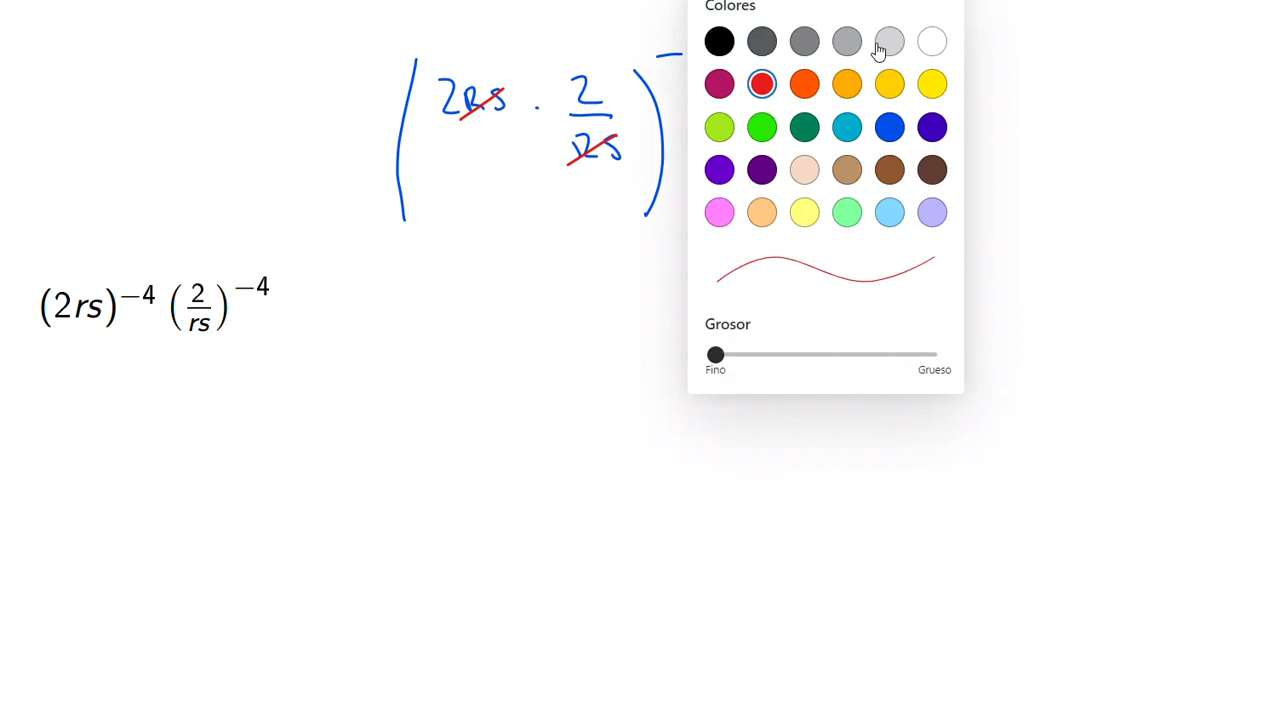 Colores
(2rs · 2/rs)^-
(2rs)^{-4} (2/rs)^{-4}
Grosor
Fino Grueso